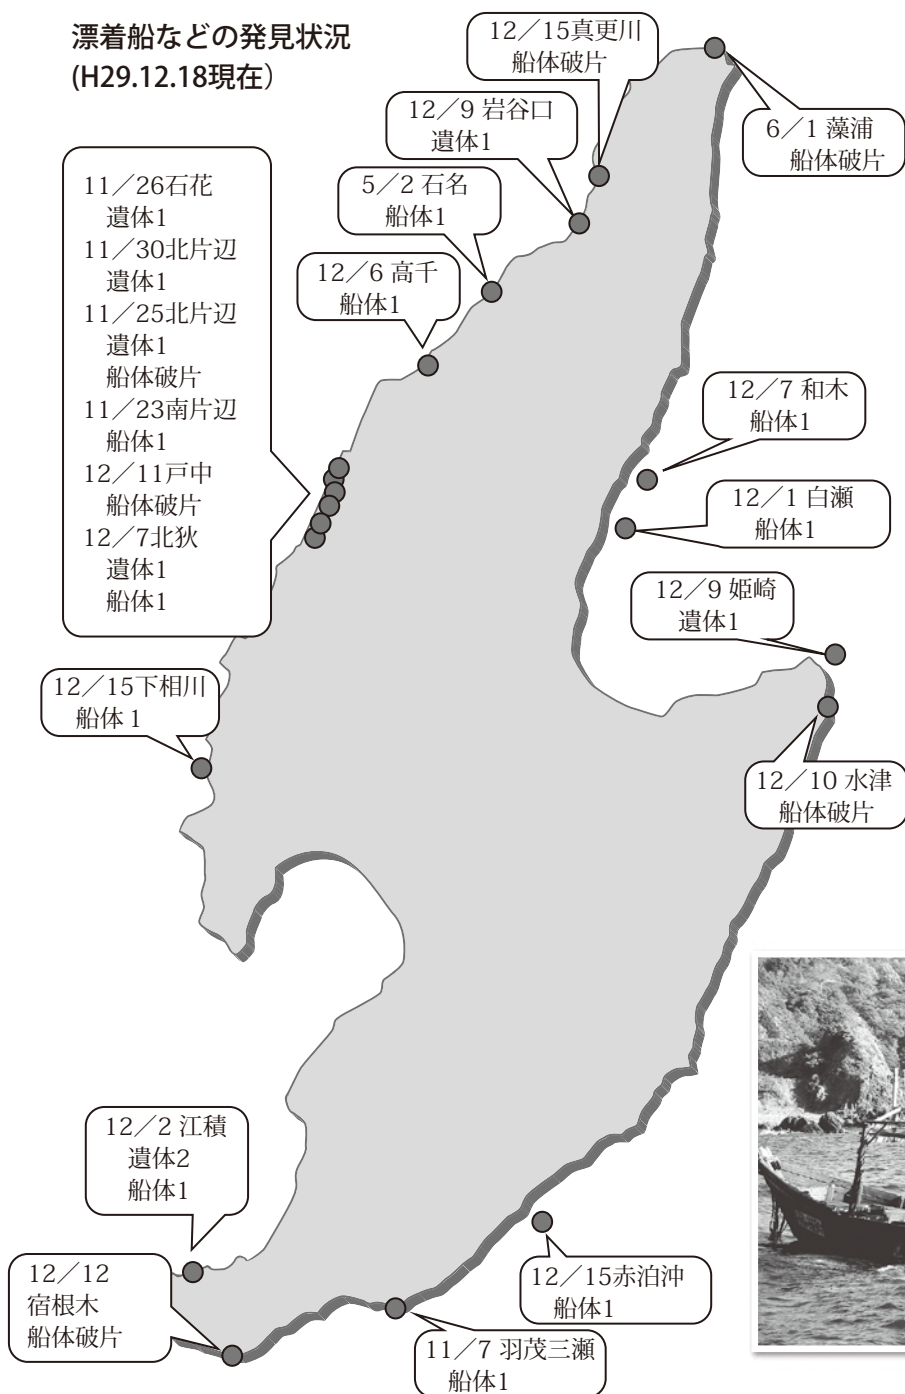 漂着船などの発見状況
(H29.12.18現在）
12／15真更川
船体破片
6／1 藻浦
船体破片
12／9 岩谷口
遺体1
5／2 石名
船体1
12／6 高千
船体1
11／26石花
遺体1
11／30北片辺
遺体1
11／25北片辺
遺体1
船体破片
11／23南片辺
船体1
12／11戸中
船体破片
12／7北狄
遺体1
船体1
12／7 和木
船体1
12／1 白瀬
船体1
12／9 姫崎
遺体1
12／15下相川
船体 1
12／10 水津
船体破片
12／2 江積
遺体2
船体1
12／12
宿根木
船体破片
12／15赤泊沖
船体1
11／7 羽茂三瀬
船体1